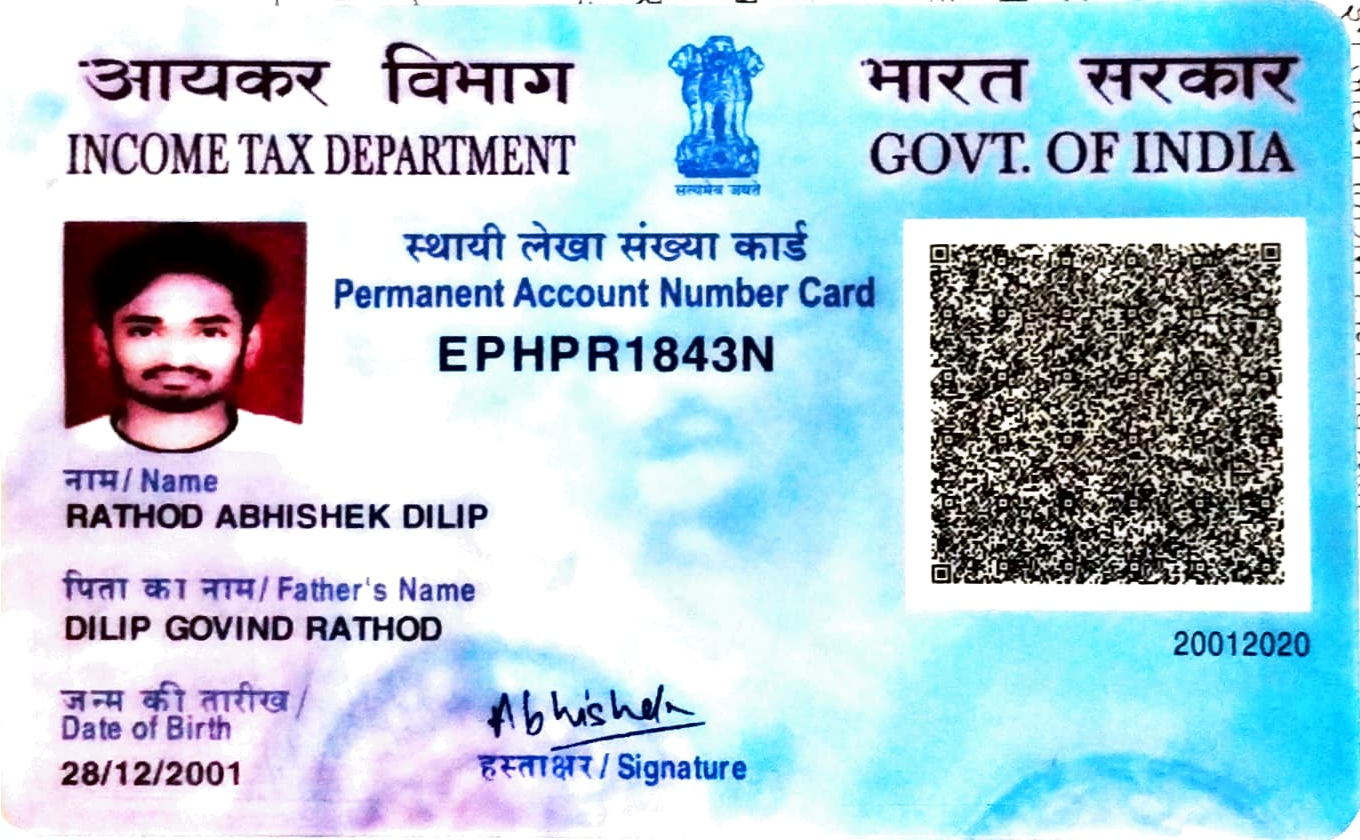 आयकर विभाग
INCOME TAX DEPARTMENT
सत्यमेव जयते
भारत सरकार
GOVT. OF INDIA
स्थायी लेखा संख्या कार्ड
Permanent Account Number Card
EPHPR1843N
नाम/ Name
RATHOD ABHISHEK DILIP
पिता का नाम/ Father's Name
DILIP GOVIND RATHOD
जन्म की तारीख /
Date of Birth
28/12/2001
Abhishek
हस्ताक्षर / Signature
20012020